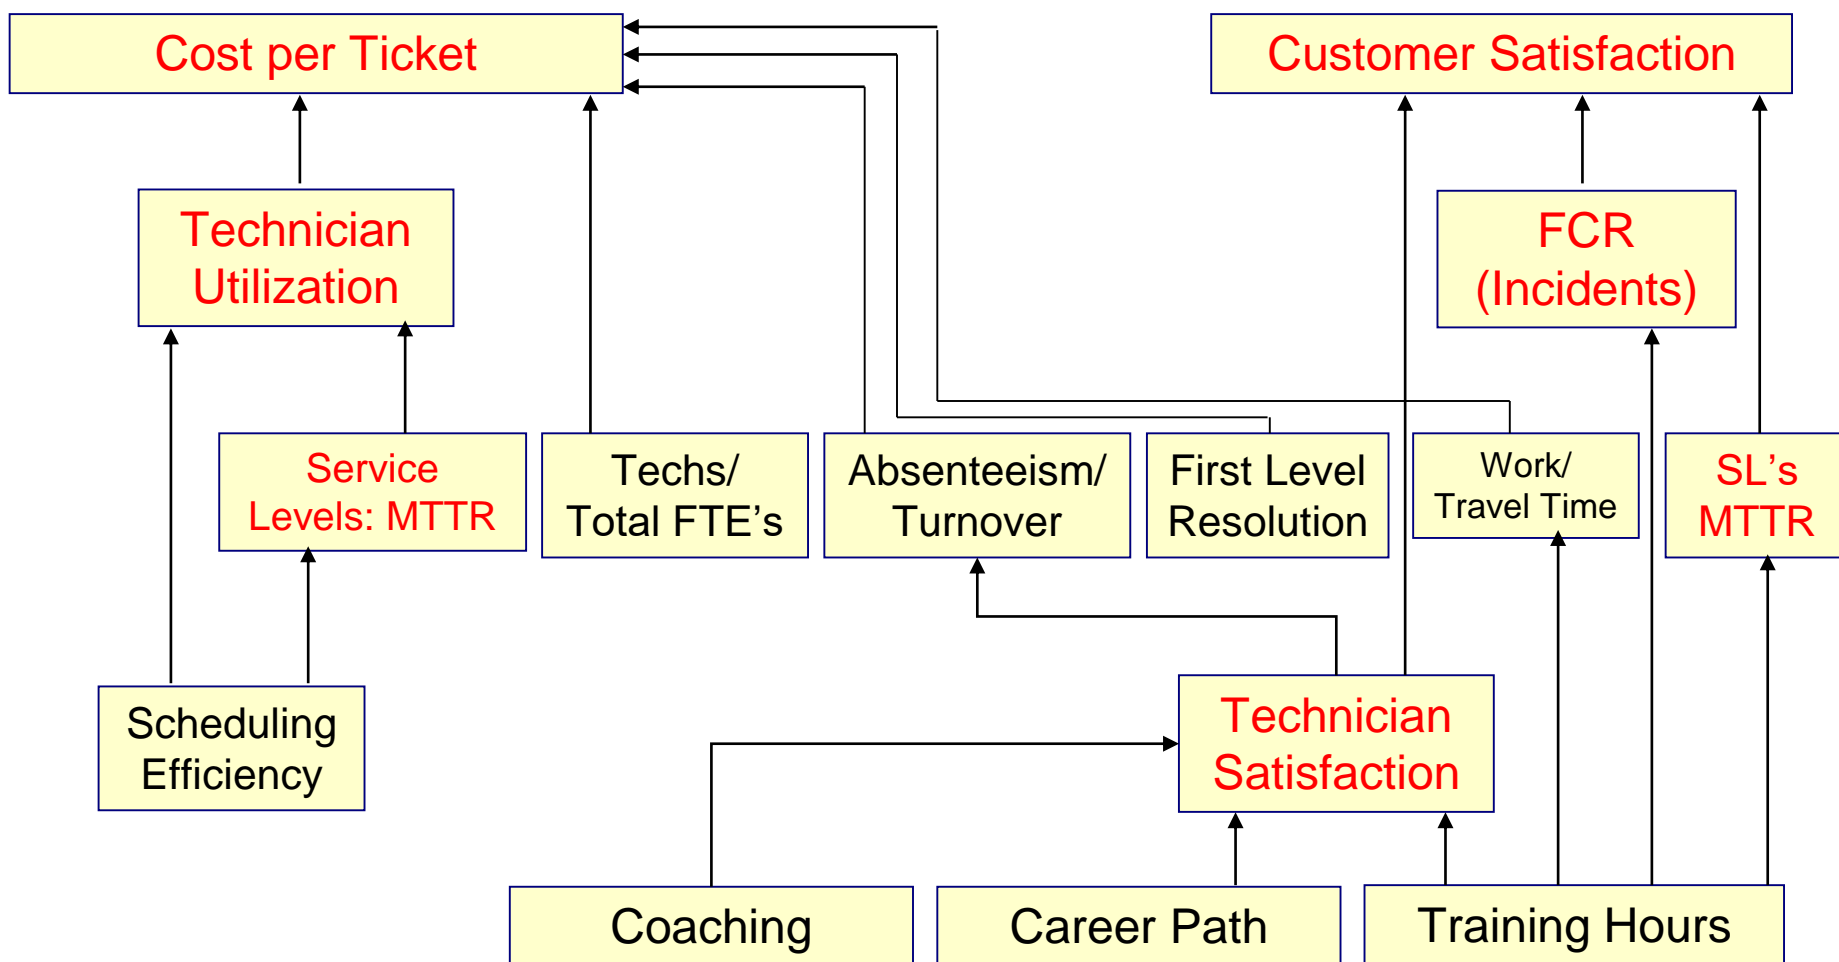 Cost per Ticket
Customer Satisfaction
Technician
Utilization
FCR
(Incidents)
Service
Levels: MTTR
Techs/
Total FTE’s
Absenteeism/
Turnover
First Level
Resolution
Work/
Travel Time
SL’s
MTTR
Scheduling
Efficiency
Technician
Satisfaction
Coaching
Career Path
Training Hours